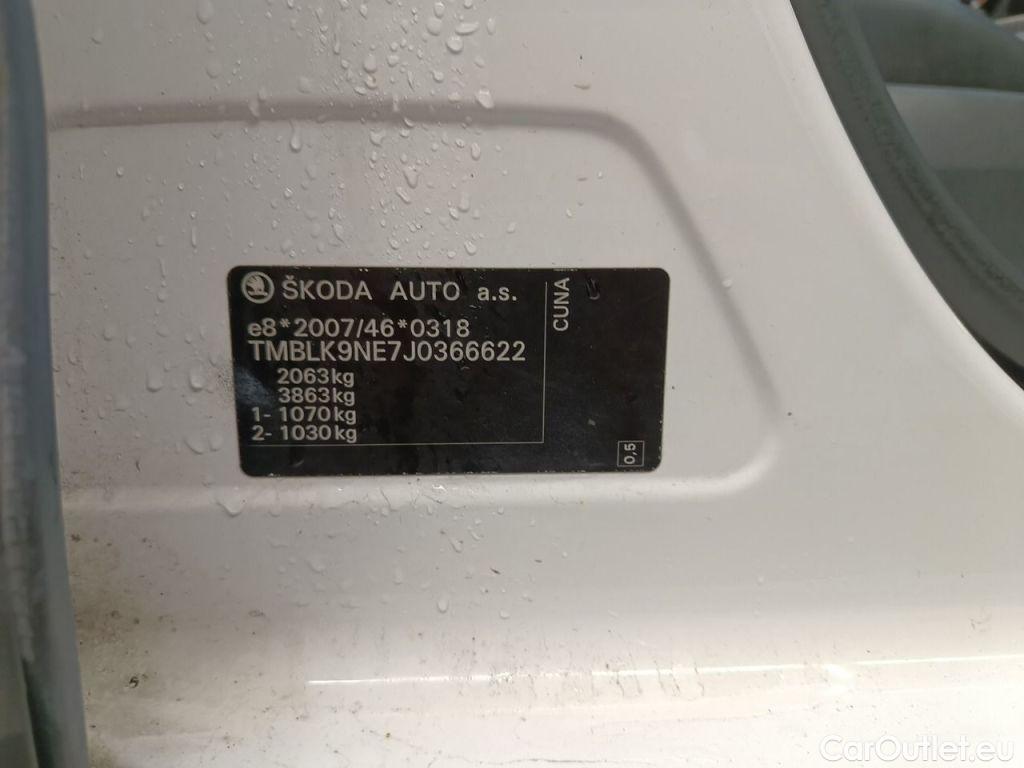 ŠKODA AUTO a.s.
e8*2007/46*0318
TMBLK9NE7J0366622
2063kg
3863kg
1- 1070kg
2- 1030kg
CUNA
0,5
CarOutlet.eu